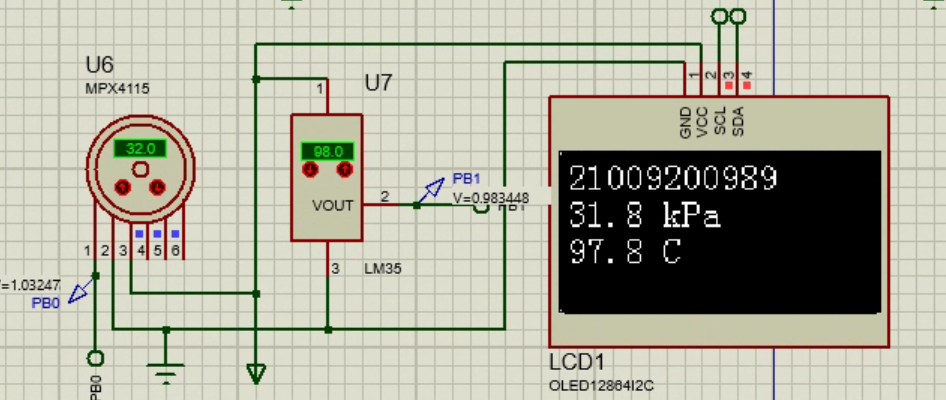 U6
MPX4115
32.0
1 2 3 4 5 6
=1.03247
PB0
PB0
U7
1
98.0
VOUT
2
3
LM35
PB1
V=0.983448
PB1
1 2 3 4
GND VCC SCL SDA
21009200989
31.8 kPa
97.8 C
LCD1
OLED12864I2C